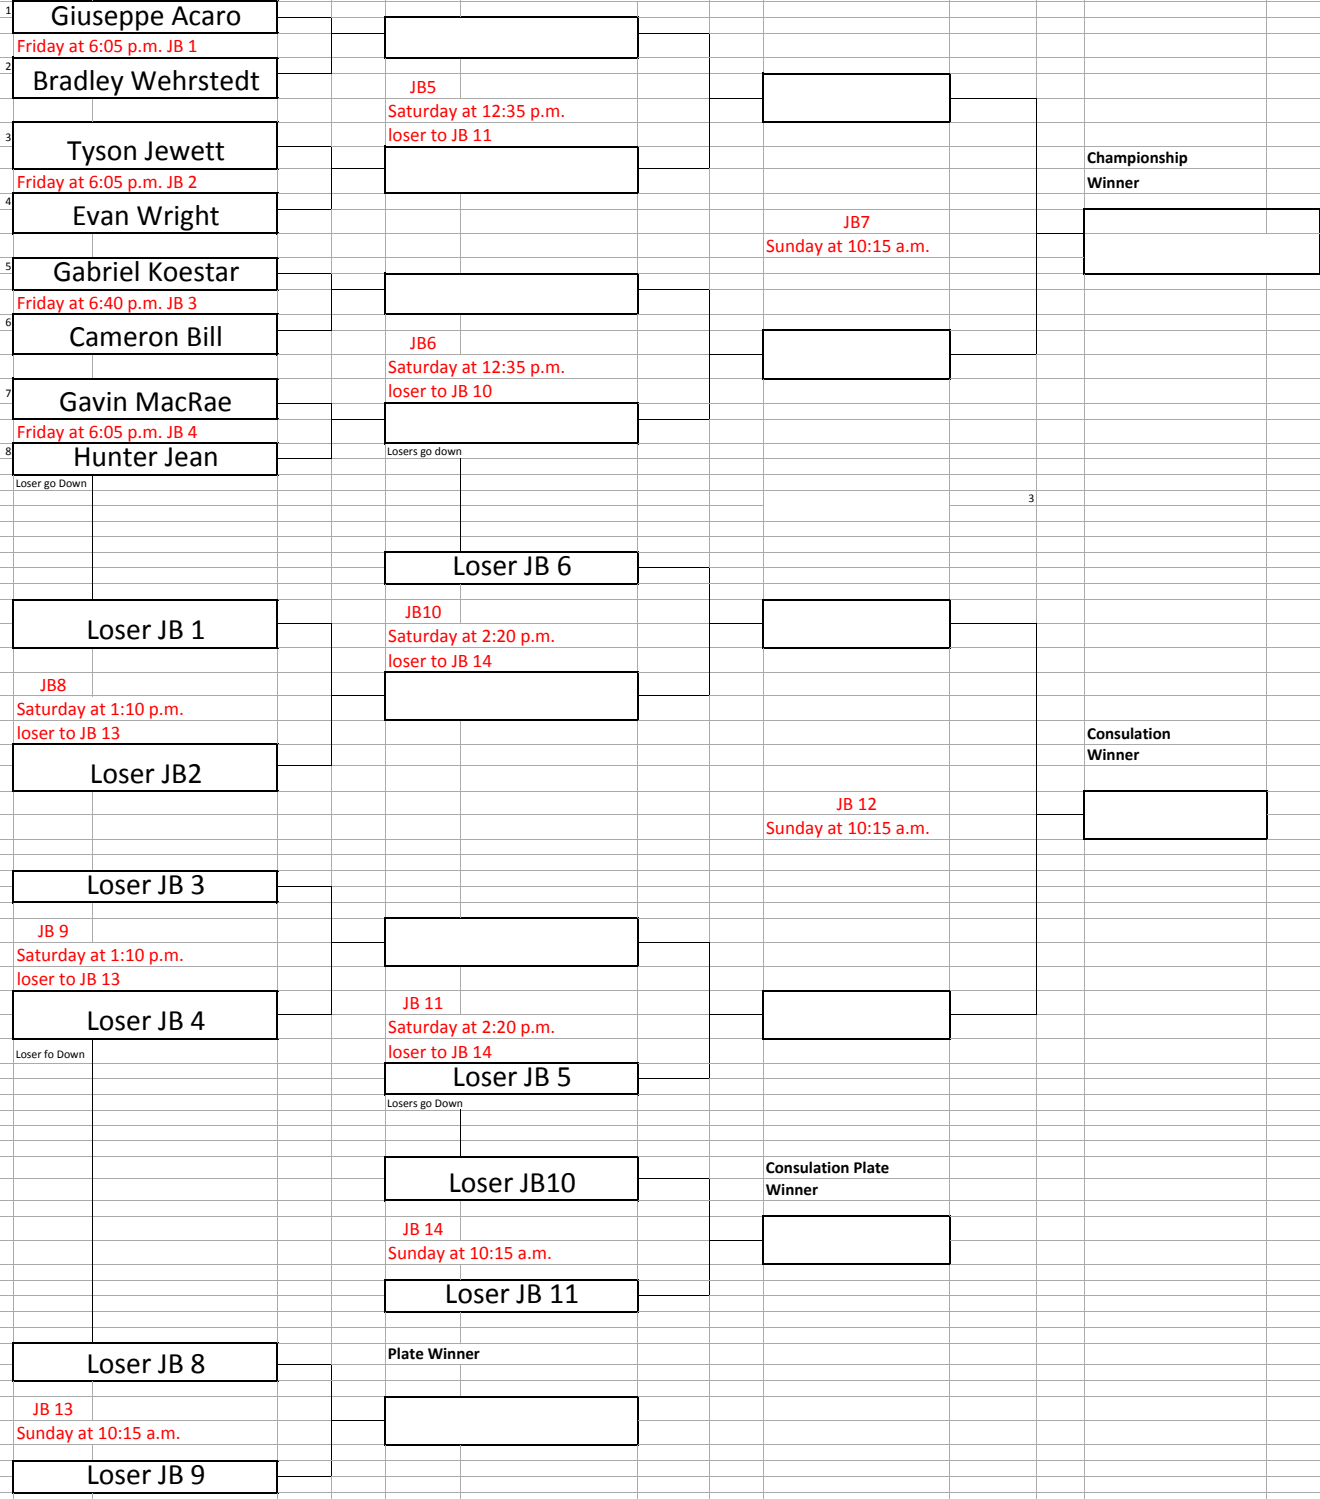 1
Giuseppe Acaro
Friday at 6:05 p.m. JB 1
2
Bradley Wehrstedt
JB5
Saturday at 12:35 p.m.
loser to JB 11
3
Tyson Jewett
Friday at 6:05 p.m. JB 2
4
Evan Wright
Championship
Winner
JB7
Sunday at 10:15 a.m.
5
Gabriel Koestar
Friday at 6:40 p.m. JB 3
6
Cameron Bill
JB6
Saturday at 12:35 p.m.
loser to JB 10
7
Gavin MacRae
Friday at 6:05 p.m. JB 4
8
Hunter Jean
Losers go down
Loser go Down
3
Loser JB 6
Loser JB 1
JB10
Saturday at 2:20 p.m.
loser to JB 14
JB8
Saturday at 1:10 p.m.
loser to JB 13
Loser JB2
Consulation
Winner
JB 12
Sunday at 10:15 a.m.
Loser JB 3
JB 9
Saturday at 1:10 p.m.
loser to JB 13
Loser JB 4
JB 11
Saturday at 2:20 p.m.
loser to JB 14
Loser fo Down
Loser JB 5
Losers go Down
Loser JB10
Consulation Plate
Winner
JB 14
Sunday at 10:15 a.m.
Loser JB 11
Loser JB 8
Plate Winner
JB 13
Sunday at 10:15 a.m.
Loser JB 9